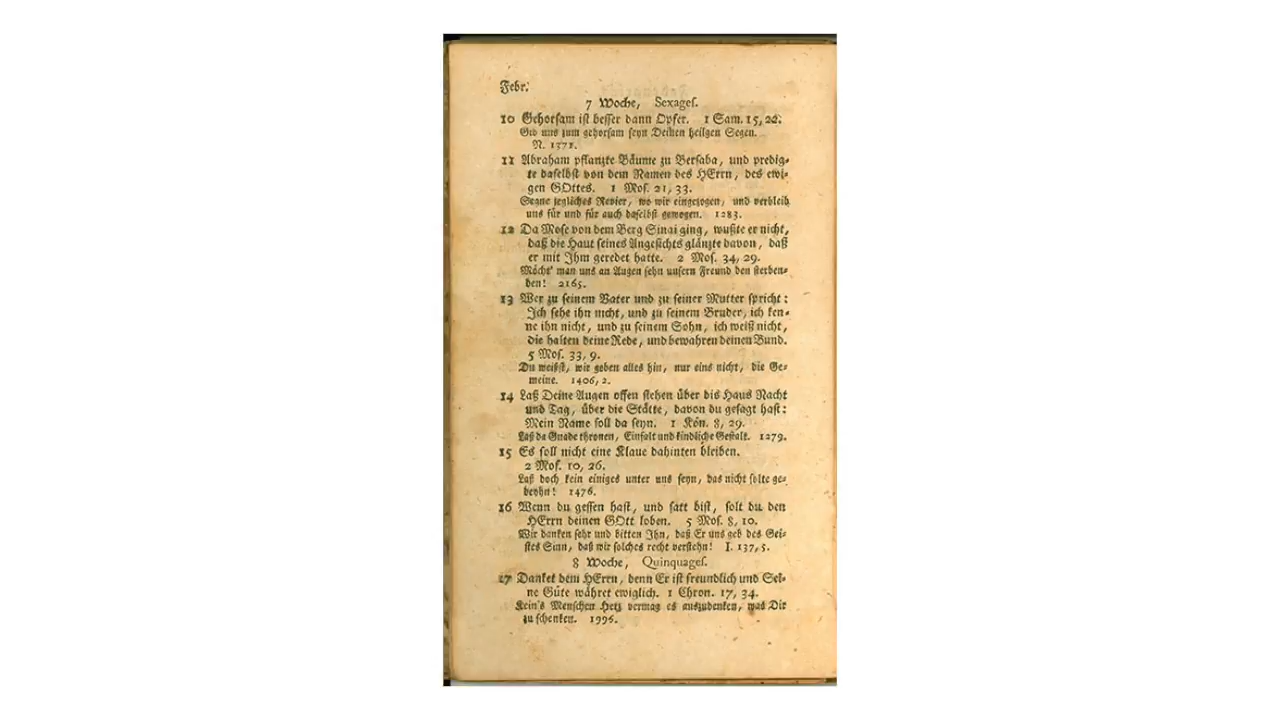 Febr.
7 Woche, Sexages.
10 Gehorsam ist besser dann Opfer. 1 Sam. 15, 22.
Gib uns zum gehorsam seyn Deinen heilgen Segen.
N. 1371.
11 Abraham pflanzte Bäume zu Bersaba, und predig-
te daselbst von dem Namen des HErrn, des ewi-
gen GOttes. 1 Mos. 21, 33.
Segne jegliches Revier, wo wir eingezogen, und verbleib
uns für und für auch daselbst gewogen. 1283.
12 Da Mose von dem Berg Sinai ging, wußte er nicht,
daß die Haut seines Angesichts glänzte davon, daß
er mit Ihm geredet hatte. 2 Mos. 34, 29.
Möcht' man uns an Augen sehn unsern Freund den sterben-
den! 2165.
13 Wer zu seinem Vater und zu seiner Mutter spricht:
Ich sehe ihn nicht, und zu seinem Bruder, ich ken-
ne ihn nicht, und zu seinem Sohn, ich weiß nicht,
die halten deine Rede, und bewahren deinen Bund.
5 Mos. 33, 9.
Du weißst, wir geben alles hin, nur eins nicht, die Ge-
meine. 1406, 2.
14 Laß Deine Augen offen stehen über dis Haus Nacht
und Tag, über die Stätte, davon du gesagt hast:
Mein Name soll da seyn. 1 Kön. 8, 29.
Laß da Gnade thronen, Einfalt und kindliche Gestalt. 1279.
15 Es soll nicht eine Klaue dahinten bleiben.
2 Mos. 10, 26.
Laß doch kein einiges unter uns seyn, das nicht solte ge-
deyhn! 1476.
16 Wenn du gessen hast, und satt bist, solt du den
HErrn deinen GOtt loben. 5 Mos. 8, 10.
Wir danken sehr und bitten Ihn, daß Er uns geb des Gei-
stes Sinn, daß wir solches recht verstehn! I. 137, 5.
8 Woche, Quinquages.
17 Danket dem HErrn, denn Er ist freundlich und Sei-
ne Güte währet ewiglich. 1 Chron. 17, 34.
Kein's Menschen Herz vermag es auszudenken, was Dir
zu schenken. 1996.